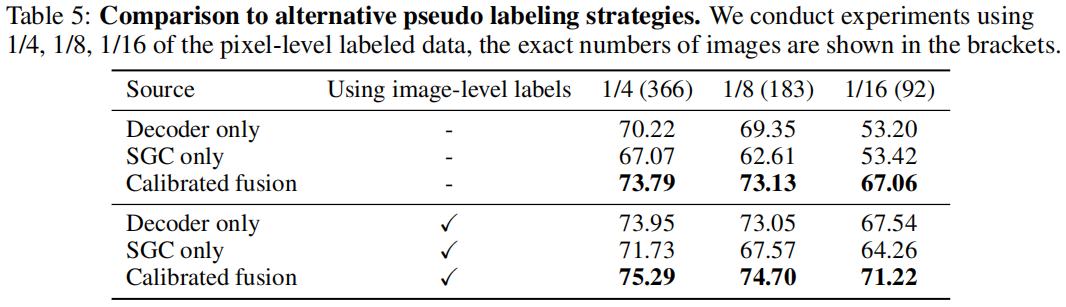 Table 5: Comparison to alternative pseudo labeling strategies. We conduct experiments using
1/4, 1/8, 1/16 of the pixel-level labeled data, the exact numbers of images are shown in the brackets.
Source Using image-level labels 1/4 (366) 1/8 (183) 1/16 (92)
Decoder only - 70.22 69.35 53.20
SGC only - 67.07 62.61 53.42
Calibrated fusion - 73.79 73.13 67.06
Decoder only ✓ 73.95 73.05 67.54
SGC only ✓ 71.73 67.57 64.26
Calibrated fusion ✓ 75.29 74.70 71.22